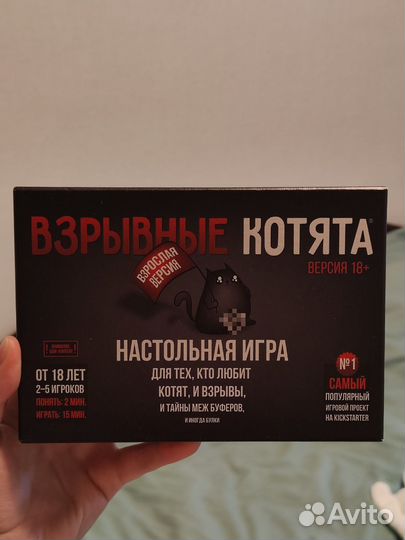 ВЗРЫВНЫЕ КОТЯТА
ВЕРСИЯ 18+
ВЗРОСЛАЯ
ВЕРСИЯ
НАСТОЛЬНАЯ ИГРА
ДЛЯ ТЕХ, КТО ЛЮБИТ
КОТЯТ, И ВЗРЫВЫ,
И ТАЙНЫ МЕЖ БУФЕРОВ,
И ИНОГДА БУЛКИ
ОТ 18 ЛЕТ
2–5 ИГРОКОВ
ПОНЯТЬ: 2 МИН.
ИГРАТЬ: 15 МИН.
№1
САМЫЙ
ПОПУЛЯРНЫЙ
ИГРОВОЙ ПРОЕКТ
НА KICKSTARTER
Avito